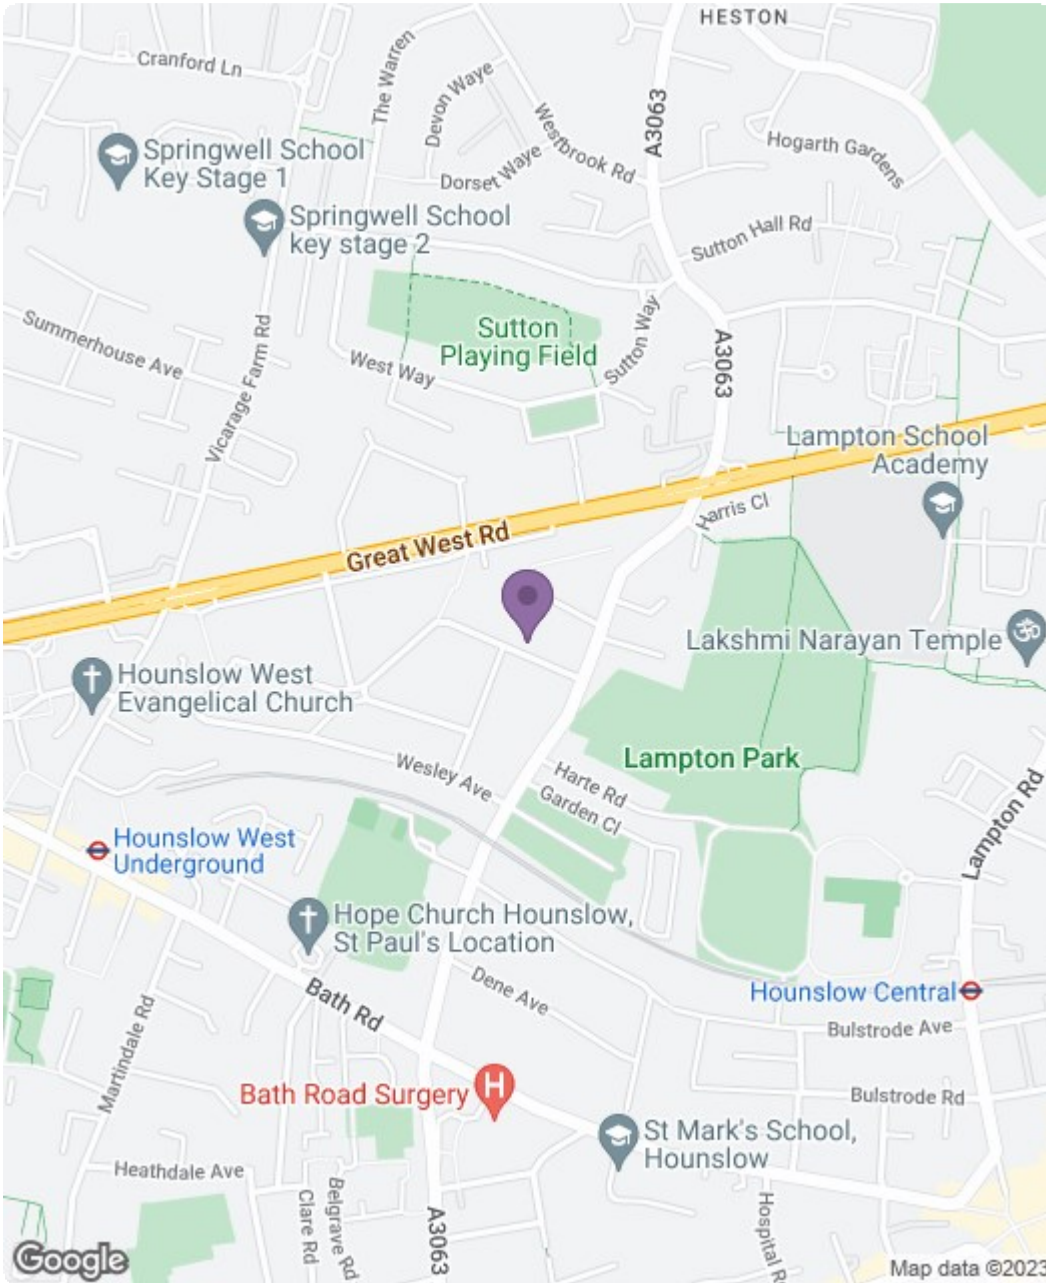 HESTON
Cranford Ln
The Warren
Devon Waye
Westbrook Rd
A3063
Hogarth Gardens
Springwell School
Key Stage 1
Dorset Waye
Springwell School
key stage 2
Sutton Hall Rd
Summerhouse Ave
Vicarage Farm Rd
Sutton
Playing Field
West Way
Sutton Way
A3063
Lampton School
Academy
Great West Rd
Harris Cl
Lakshmi Narayan Temple
Hounslow West
Evangelical Church
Lampton Park
Wesley Ave
Harte Rd
Garden Cl
Lampton Rd
Hounslow West
Underground
Hope Church Hounslow,
St Paul's Location
Dene Ave
Bath Rd
Hounslow Central
Bulstrode Ave
Martindale Rd
Bath Road Surgery
H
Bulstrode Rd
St Mark's School,
Hounslow
Heathdale Ave
Clare Rd
Belgrave Rd
A3063
Hospital R
Google
Map data ©2023